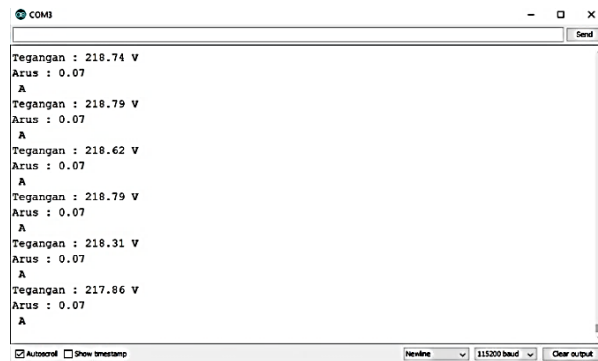 COM3
Send
Tegangan : 218.74 V
Arus : 0.07
A
Tegangan : 218.79 V
Arus : 0.07
A
Tegangan : 218.62 V
Arus : 0.07
A
Tegangan : 218.79 V
Arus : 0.07
A
Tegangan : 218.31 V
Arus : 0.07
A
Tegangan : 217.86 V
Arus : 0.07
A
Autoscroll Show timestamp Newline 115200 baud Clear output